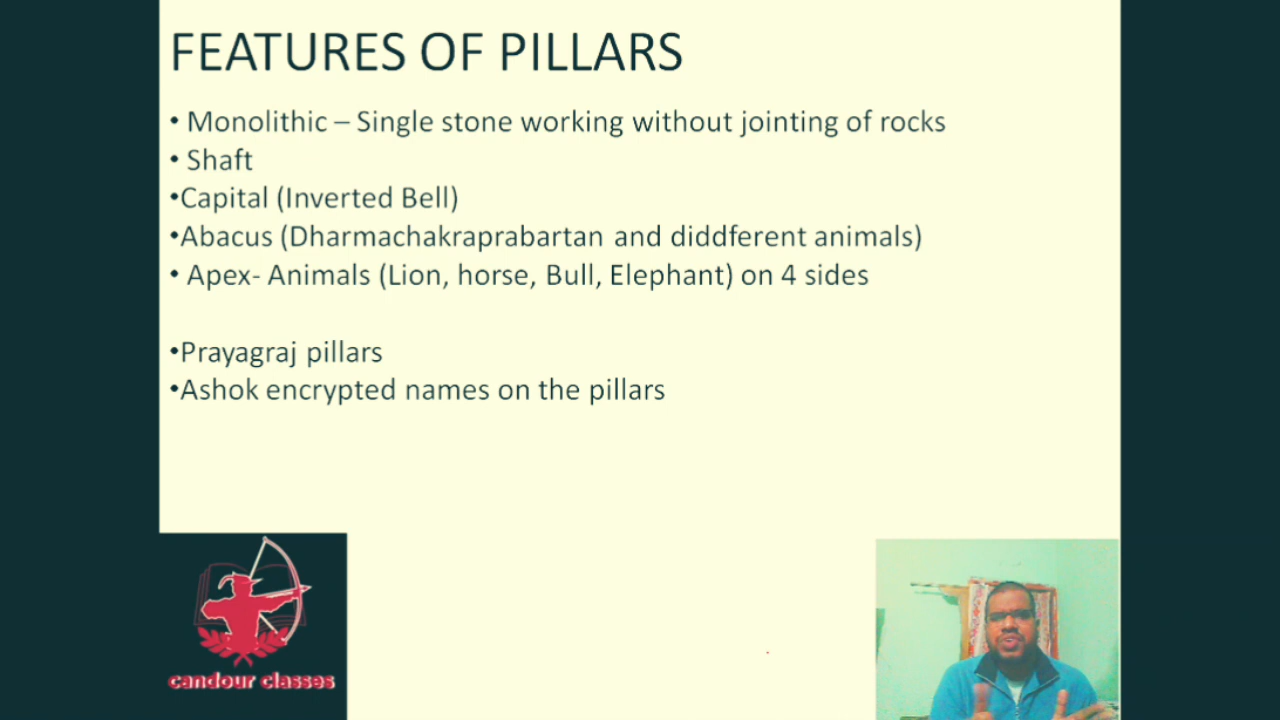 FEATURES OF PILLARS
• Monolithic – Single stone working without jointing of rocks
• Shaft
•Capital (Inverted Bell)
•Abacus (Dharmachakraprabartan and diddferent animals)
• Apex- Animals (Lion, horse, Bull, Elephant) on 4 sides
•Prayagraj pillars
•Ashok encrypted names on the pillars
candour classes